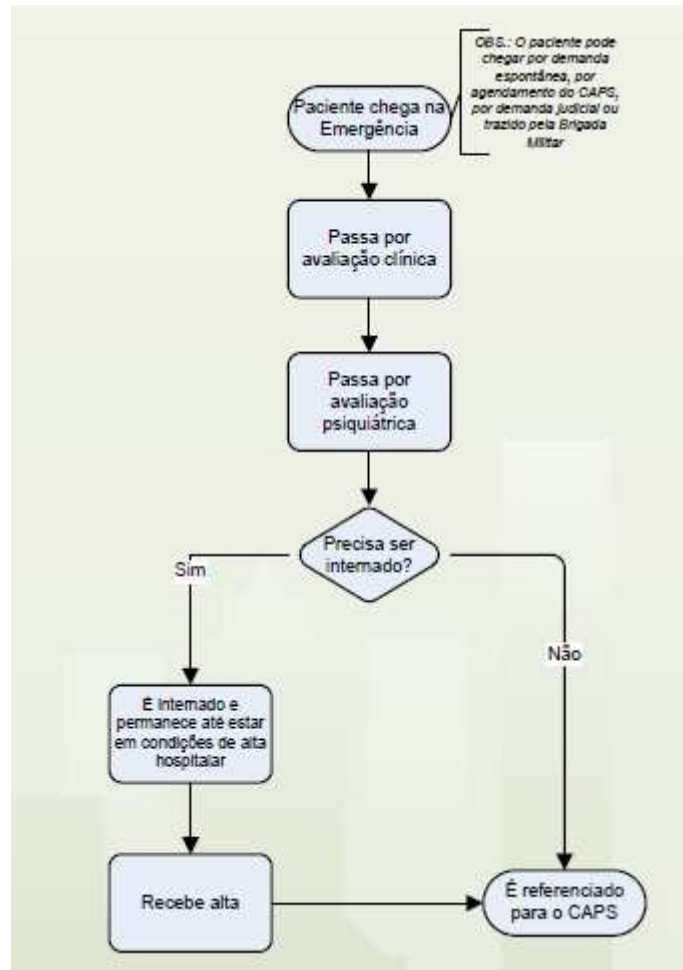 OBS.: O paciente pode
chegar por demanda
espontânea, por
agendamento do CAPS,
por demanda judicial ou
trazido pela Brigada
Militar
Paciente chega na
Emergência
Passa por
avaliação clínica
Passa por
avaliação
psiquiátrica
Precisa ser
internado?
Sim
Não
É internado e
permanece até estar
em condições de alta
hospitalar
Recebe alta
É referenciado
para o CAPS